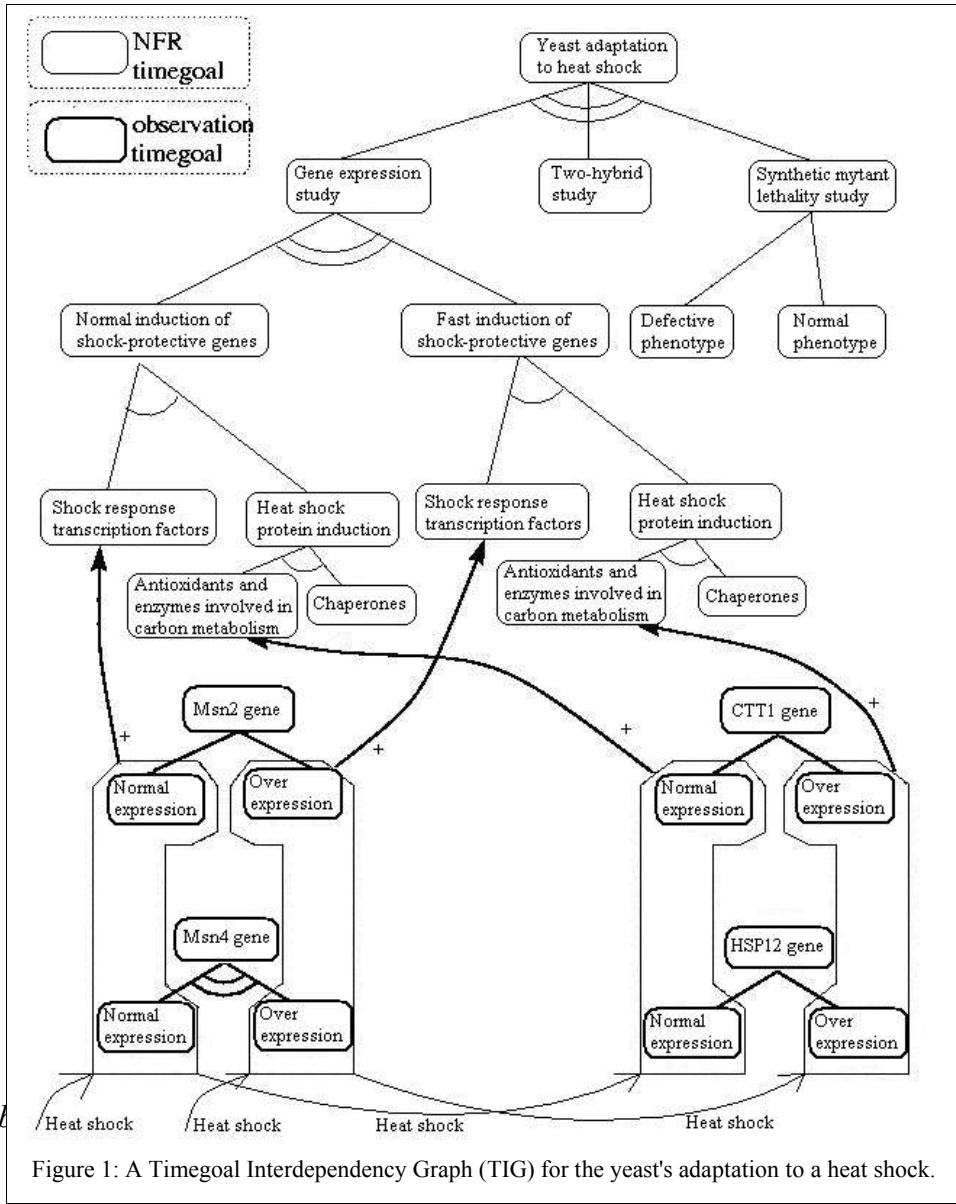 NFR
timegoal
observation
timegoal
Yeast adaptation
to heat shock
Gene expression
study
Two-hybrid
study
Synthetic mytant
lethality study
Normal induction of
shock-protective genes
Fast induction of
shock-protective genes
Defective
phenotype
Normal
phenotype
Shock response
transcription factors
Heat shock
protein induction
Shock response
transcription factors
Heat shock
protein induction
Antioxidants and
enzymes involved in
carbon metabolism
Chaperones
Antioxidants and
enzymes involved in
carbon metabolism
Chaperones
Msn2 gene
CTT1 gene
+
+
+
+
Normal
expression
Over
expression
Normal
expression
Over
expression
Msn4 gene
HSP12 gene
Normal
expression
Over
expression
Normal
expression
Over
expression
Heat shock
Heat shock
Heat shock
Heat shock
Figure 1: A Timegoal Interdependency Graph (TIG) for the yeast's adaptation to a heat shock.